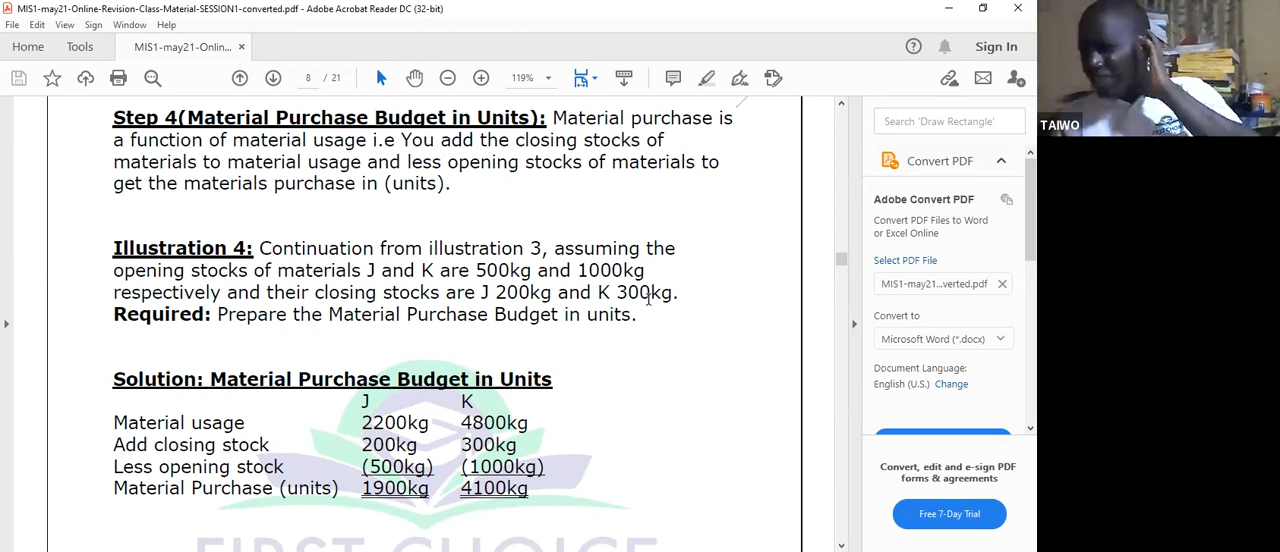 MIS1-may21-Online-Revision-Class-Material-SESSION1-converted.pdf - Adobe Acrobat Reader DC (32-bit)
File Edit View Sign Window Help
Home Tools MIS1-may21-Onlin... Sign In
8 / 21 119%
Step 4(Material Purchase Budget in Units): Material purchase is
a function of material usage i.e You add the closing stocks of
materials to material usage and less opening stocks of materials to
get the materials purchase in (units).
Illustration 4: Continuation from illustration 3, assuming the
opening stocks of materials J and K are 500kg and 1000kg
respectively and their closing stocks are J 200kg and K 300kg.
Required: Prepare the Material Purchase Budget in units.
Solution: Material Purchase Budget in Units
J K
Material usage 2200kg 4800kg
Add closing stock 200kg 300kg
Less opening stock (500kg) (1000kg)
Material Purchase (units) 1900kg 4100kg
FIRST CHOICE
Search 'Draw Rectangle'
Convert PDF
Adobe Convert PDF
Convert PDF Files to Word
or Excel Online
Select PDF File
MIS1-may21...verted.pdf
Convert to
Microsoft Word (*.docx)
Document Language:
English (U.S.) Change
Convert, edit and e-sign PDF
forms & agreements
Free 7-Day Trial
TAIWO
FIRST CHOICE